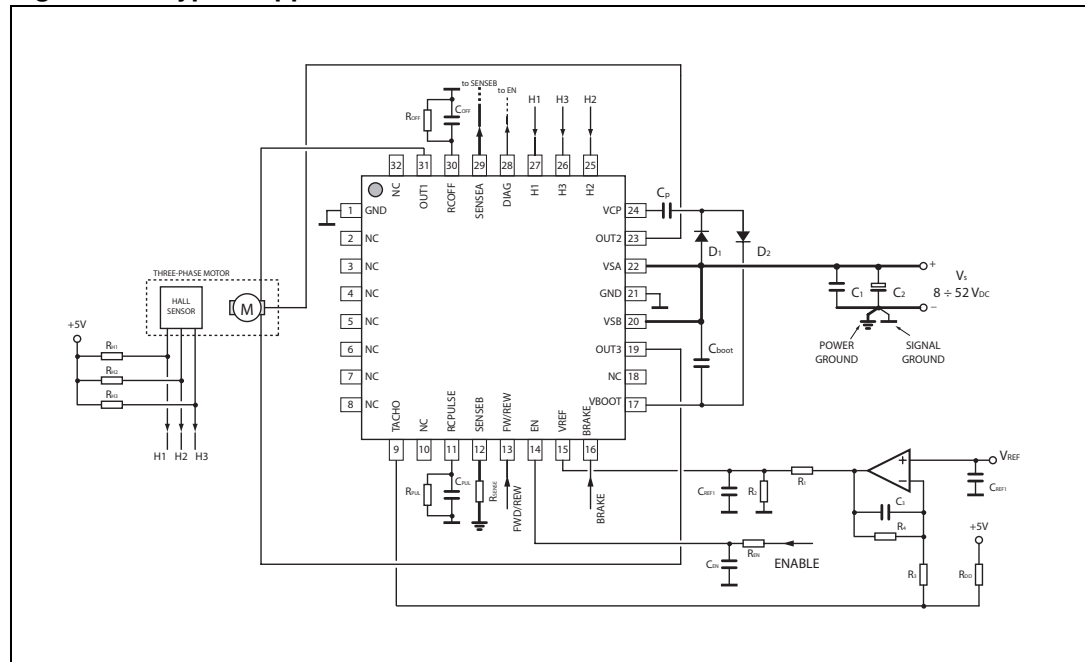 to SENSEB
to EN
H1
H3
H2
ROFF
COFF
32
31
30
29
28
27
26
25
NC
OUT1
RCOFF
SENSEA
DIAG
H1
H3
H2
1 GND
2 NC
3 NC
4 NC
5 NC
6 NC
7 NC
8 NC
VCP 24
OUT2 23
VSA 22
GND 21
VSB 20
OUT3 19
NC 18
VBOOT 17
TACHO
NC
RCPULSE
SENSEB
FW/REW
EN
VREF
BRAKE
9
10
11
12
13
14
15
16
Cp
D1
D2
+
Vs
8 ÷ 52 VDC
–
C1
C2
POWER
GROUND
SIGNAL
GROUND
Cboot
THREE-PHASE MOTOR
HALL
SENSOR
M
+5V
RH1
RH2
RH3
H1
H2
H3
RPUL
CPUL
RSENSE
FWD/REW
BRAKE
CREF1
R2
R1
+
–
VREF
CREF1
C3
R4
+5V
R3
RDD
CEN
REN
ENABLE